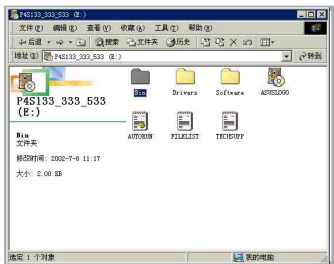 P4S133_333_533 (E:)
文件(F) 编辑(E) 查看(V) 收藏(A) 工具(T) 帮助(H)
后退 搜索 文件夹 历史
地址(D) P4S133_333_533 (E:) 转到
P4S133_333_533
(E:)
Bin
文件夹
修改时间: 2002-7-8 11:17
大小: 2.00 KB
Bin Drivers Software ASUSLOGO
AUTORUN FILELIST TECHSUPP
选定 1 个对象 我的电脑